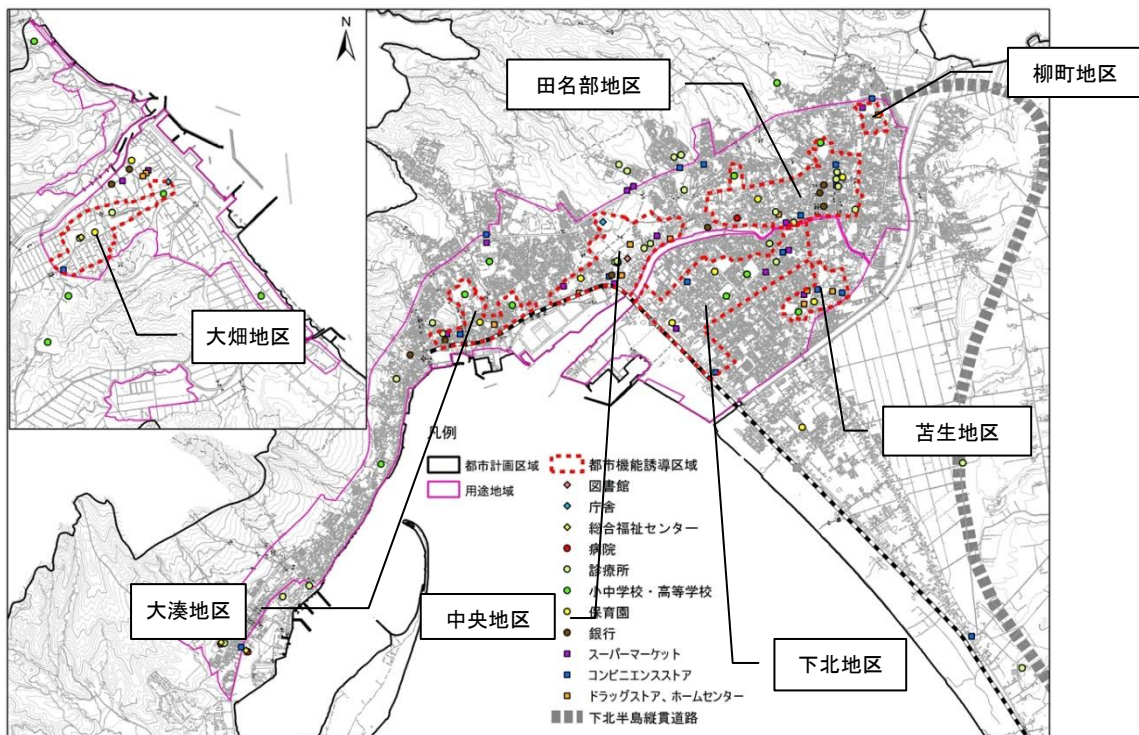 N
柳町地区
田名部地区
大畑地区
苫生地区
凡例
都市計画区域
用途地域
都市機能誘導区域
図書館
庁舎
総合福祉センター
病院
診療所
小中学校・高等学校
保育園
銀行
スーパーマーケット
コンビニエンスストア
ドラッグストア、ホームセンター
下北半島縦貫道路
大湊地区
中央地区
下北地区